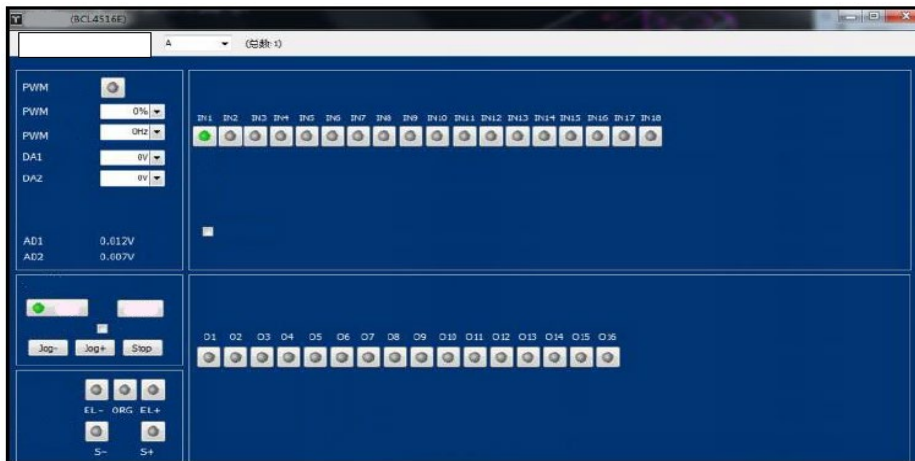 (BCL4516E)
A (总数:1)
PWM
PWM 0%
PWM 0Hz
DA1 0V
DA2 0V
AD1 0.012V
AD2 0.607V
IN1 IN2 IN3 IN4 IN5 IN6 IN7 IN8 IN9 IN10 IN11 IN12 IN13 IN14 IN15 IN16 IN17 IN18
Jog- Jog+ Stop
O1 O2 O3 O4 O5 O6 O7 O8 O9 O10 O11 O12 O13 O14 O15 O16
EL- ORG EL+
S- S+